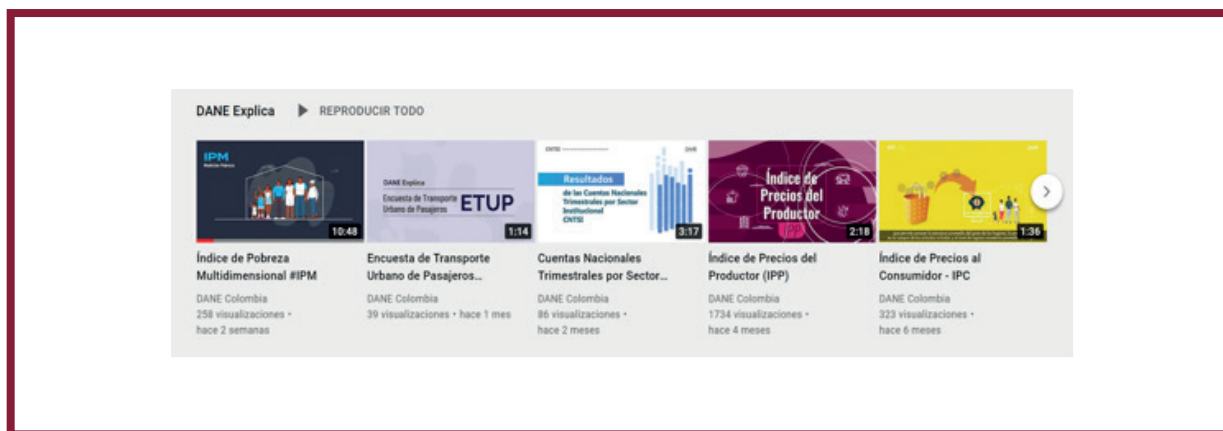 DANE Explica REPRODUCIR TODO
IPM
10:48
DANE Explica
Encuesta de Transporte
Urbano de Pasajeros
ETUP
1:14
CNTSI
Resultados
de las Cuentas Nacionales
Trimestrales por Sector
Institucional
CNTSI
3:17
Índice de
Precios del
Productor
IPP
2:18
1:36
Índice de Pobreza
Multidimensional #IPM
DANE Colombia
258 visualizaciones •
hace 2 semanas
Encuesta de Transporte
Urbano de Pasajeros...
DANE Colombia
39 visualizaciones • hace 1 mes
Cuentas Nacionales
Trimestrales por Sector...
DANE Colombia
86 visualizaciones •
hace 2 meses
Índice de Precios del
Productor (IPP)
DANE Colombia
1734 visualizaciones •
hace 4 meses
Índice de Precios al
Consumidor - IPC
DANE Colombia
323 visualizaciones •
hace 6 meses